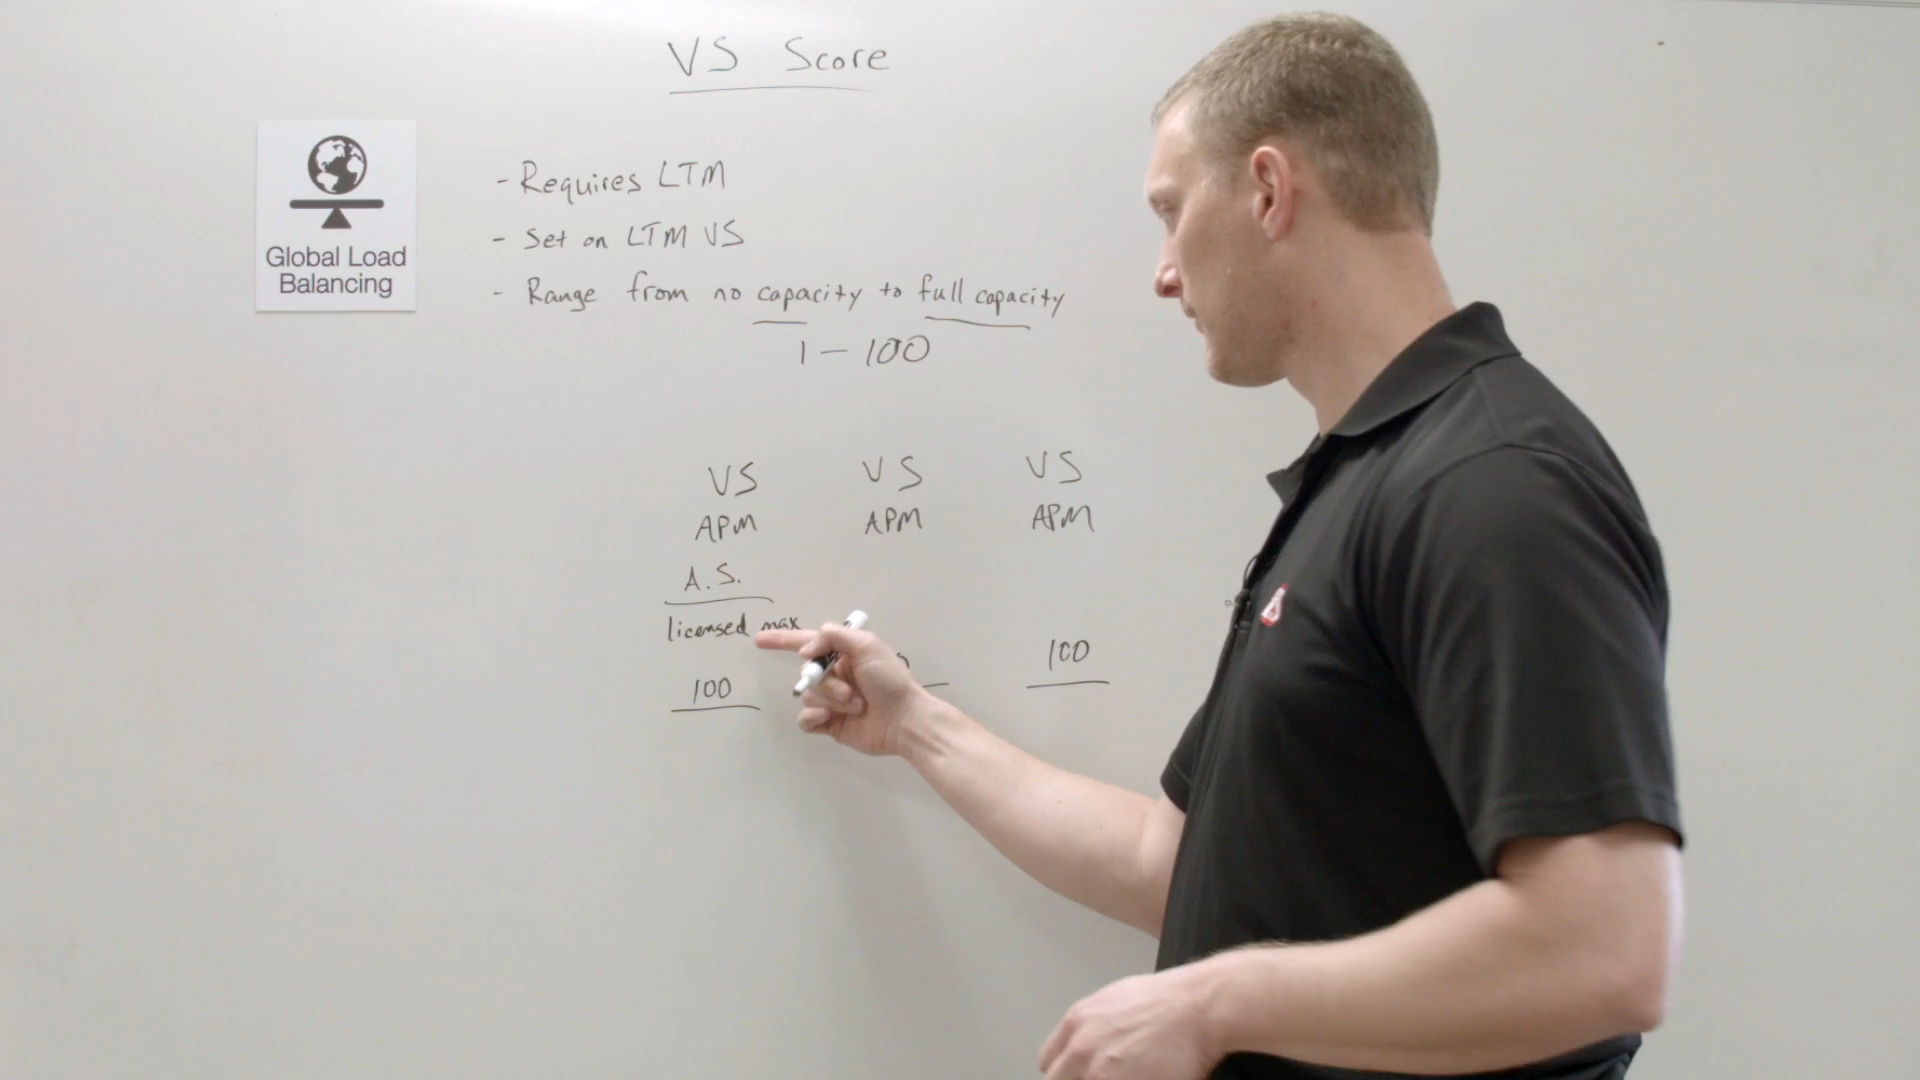 VS Score
Global Load
Balancing
- Requires LTM
- Set on LTM VS
- Range from no capacity to full capacity
1 - 100
VS VS VS
APM APM APM
A.S.
licensed max
100 100